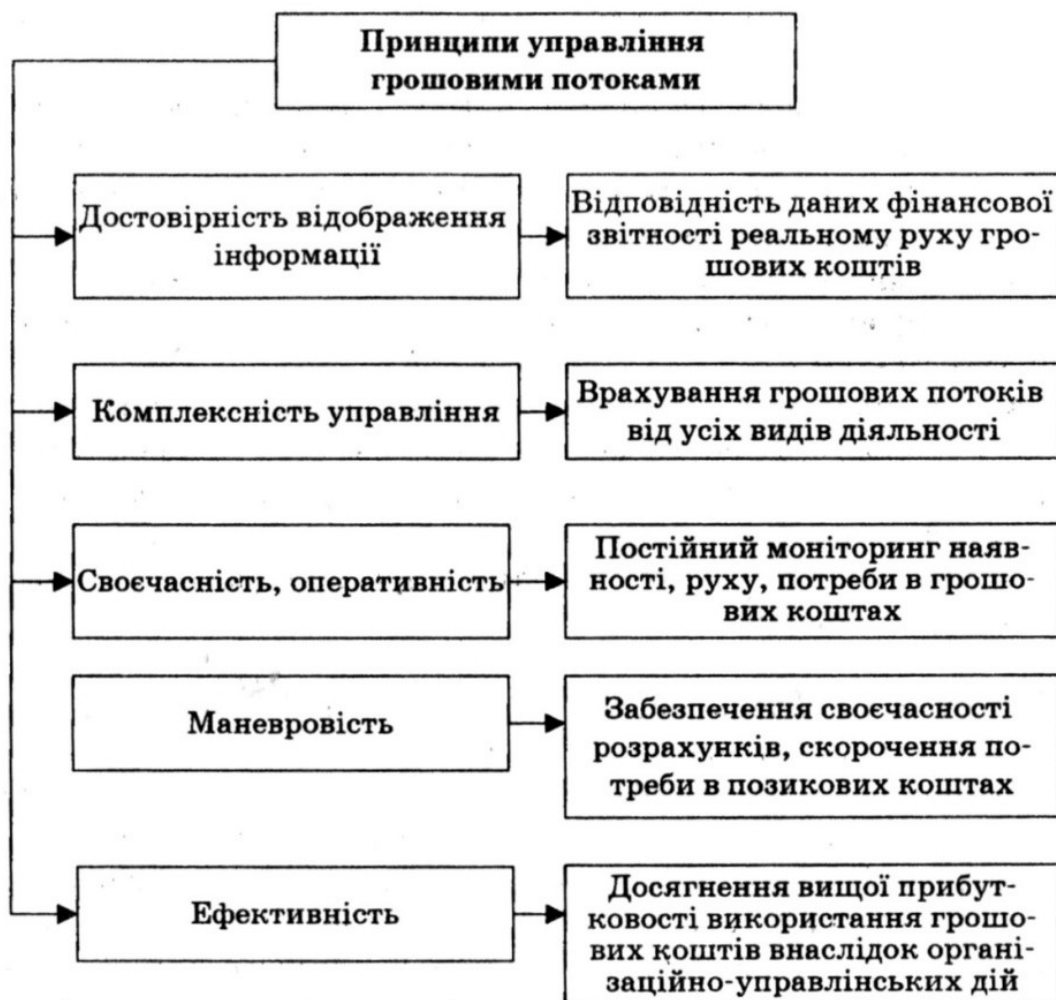 Принципи управління
грошовими потоками
Достовірність відображення
інформації
Відповідність даних фінансової
звітності реальному руху гро-
шових коштів
Комплексність управління
Врахування грошових потоків
від усіх видів діяльності
Своєчасність, оперативність
Постійний моніторинг наяв-
ності, руху, потреби в грошо-
вих коштах
Маневровість
Забезпечення своєчасності
розрахунків, скорочення по-
треби в позикових коштах
Ефективність
Досягнення вищої прибут-
ковості використання грошо-
вих коштів внаслідок органі-
заційно-управлінських дій